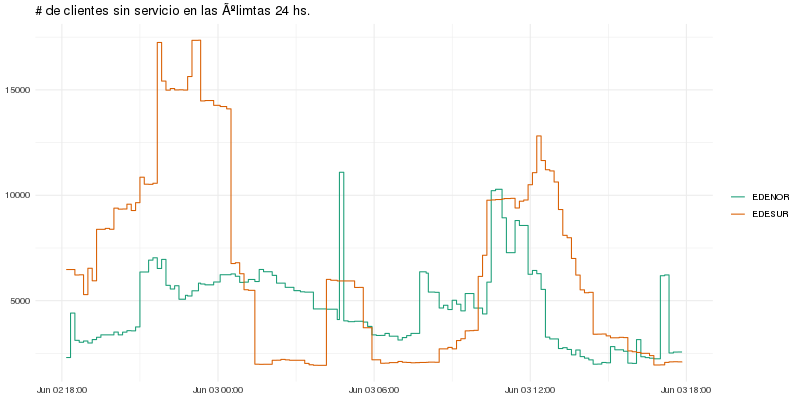 # de clientes sin servicio en las Ãºlimtas 24 hs.
15000
10000
5000
Jun 02 18:00
Jun 03 00:00
Jun 03 06:00
Jun 03 12:00
Jun 03 18:00
EDENOR
EDESUR